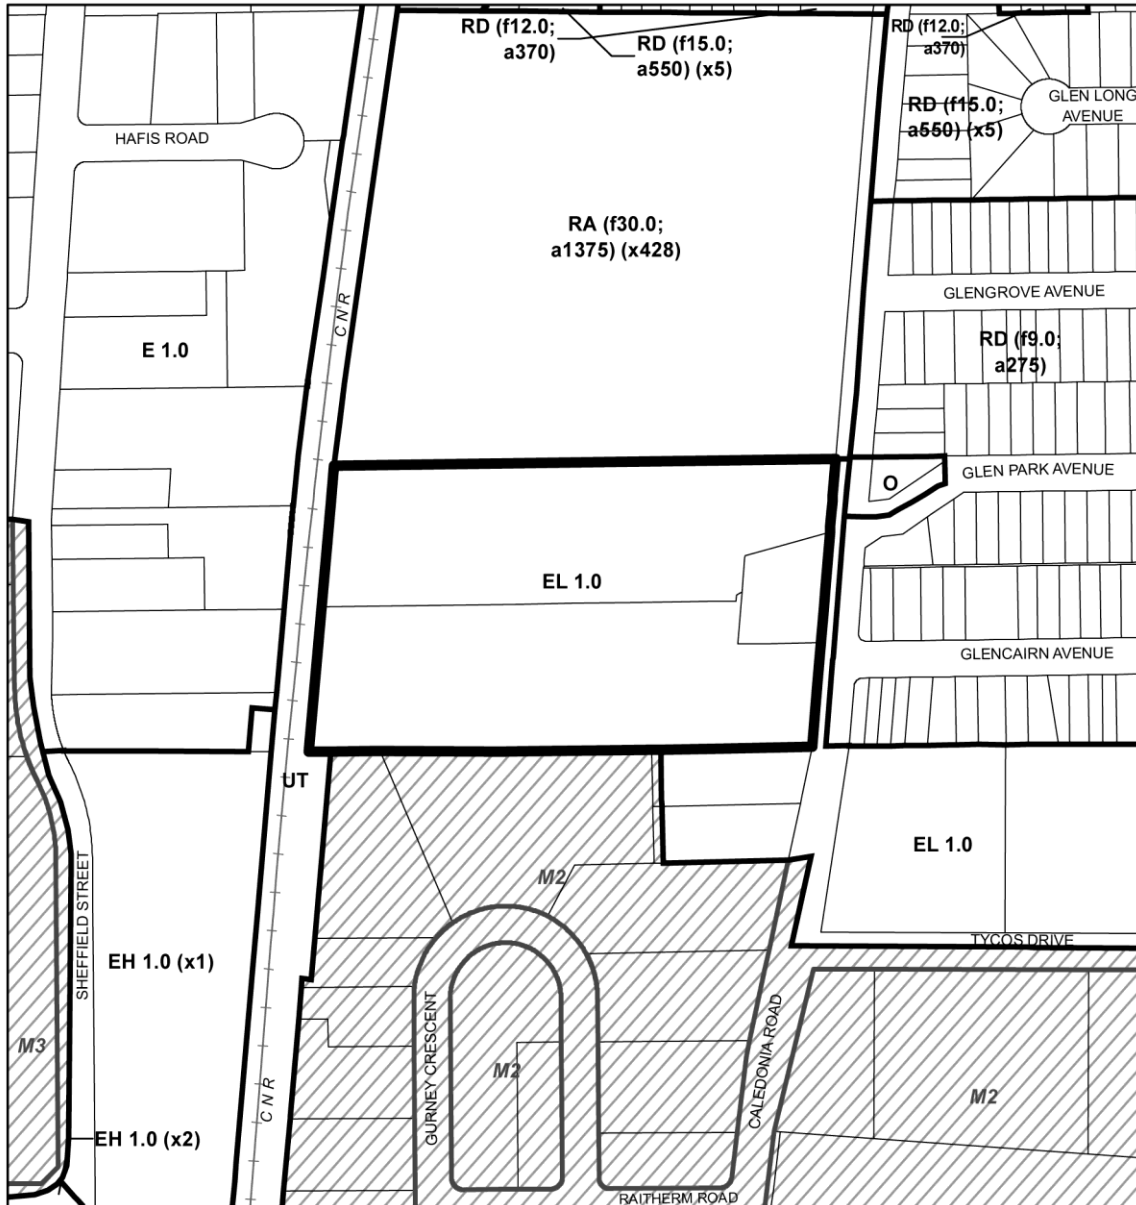 RD (f12.0;
a370)
RD (f15.0;
a550) (x5)
RD (f12.0;
a370)
GLEN LONG
AVENUE
RD (f15.0;
a550) (x5)
HAFIS ROAD
RA (f30.0;
a1375) (x428)
GLENGROVE AVENUE
CNR
E 1.0
RD (f9.0;
a275)
GLEN PARK AVENUE
O
EL 1.0
GLENCAIRN AVENUE
UT
EL 1.0
M2
SHEFFIELD STREET
TYCOS DRIVE
EH 1.0 (x1)
M3
GURNEY CRESCENT
M2
CALEDONIA ROAD
M2
CNR
EH 1.0 (x2)
RAITHERM ROAD